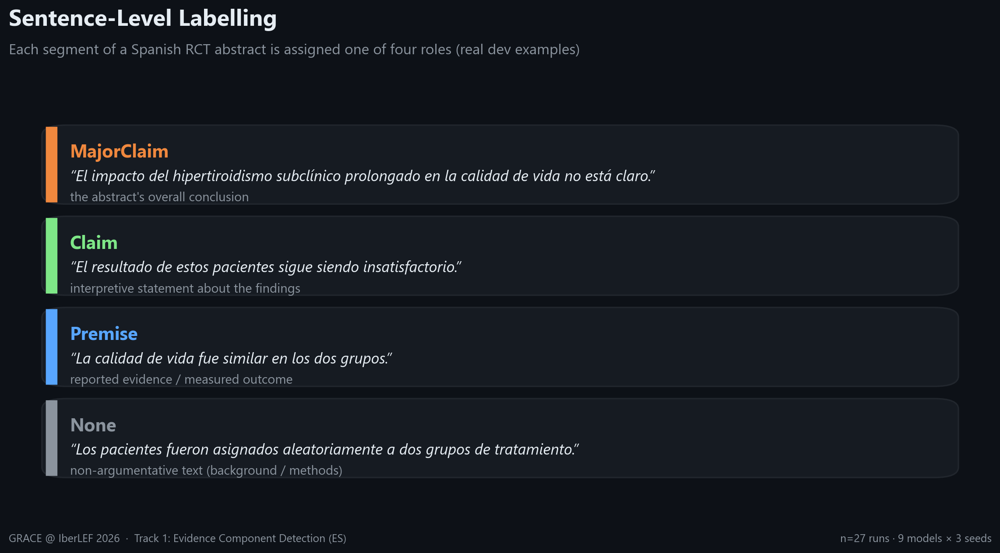 Sentence-Level Labelling
Each segment of a Spanish RCT abstract is assigned one of four roles (real dev examples)
MajorClaim
“El impacto del hipertiroidismo subclínico prolongado en la calidad de vida no está claro.”
the abstract's overall conclusion
Claim
“El resultado de estos pacientes sigue siendo insatisfactorio.”
interpretive statement about the findings
Premise
“La calidad de vida fue similar en los dos grupos.”
reported evidence / measured outcome
None
“Los pacientes fueron asignados aleatoriamente a dos grupos de tratamiento.”
non-argumentative text (background / methods)
GRACE @ IberLEF 2026 · Track 1: Evidence Component Detection (ES)
n=27 runs · 9 models × 3 seeds